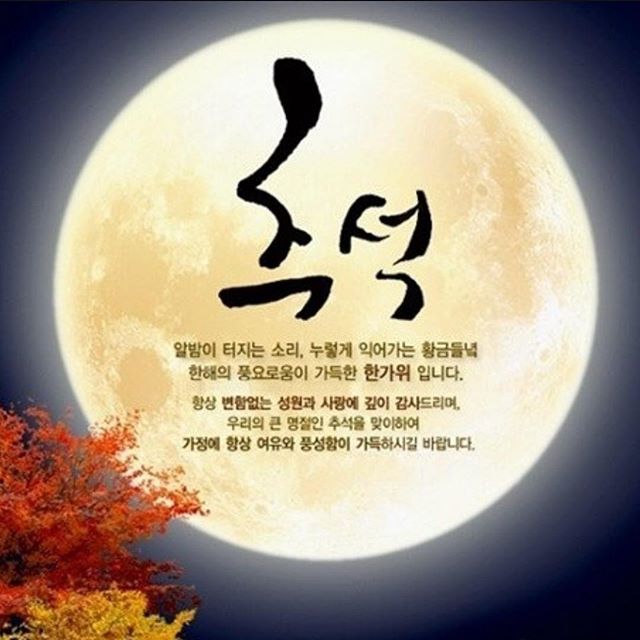 추석
알밤이 터지는 소리, 누렇게 익어가는 황금들녘
한해의 풍요로움이 가득한 한가위 입니다.
항상 변함없는 성원과 사랑에 깊이 감사드리며,
우리의 큰 명절인 추석을 맞이하여
가정에 항상 여유와 풍성함이 가득하시길 바랍니다.